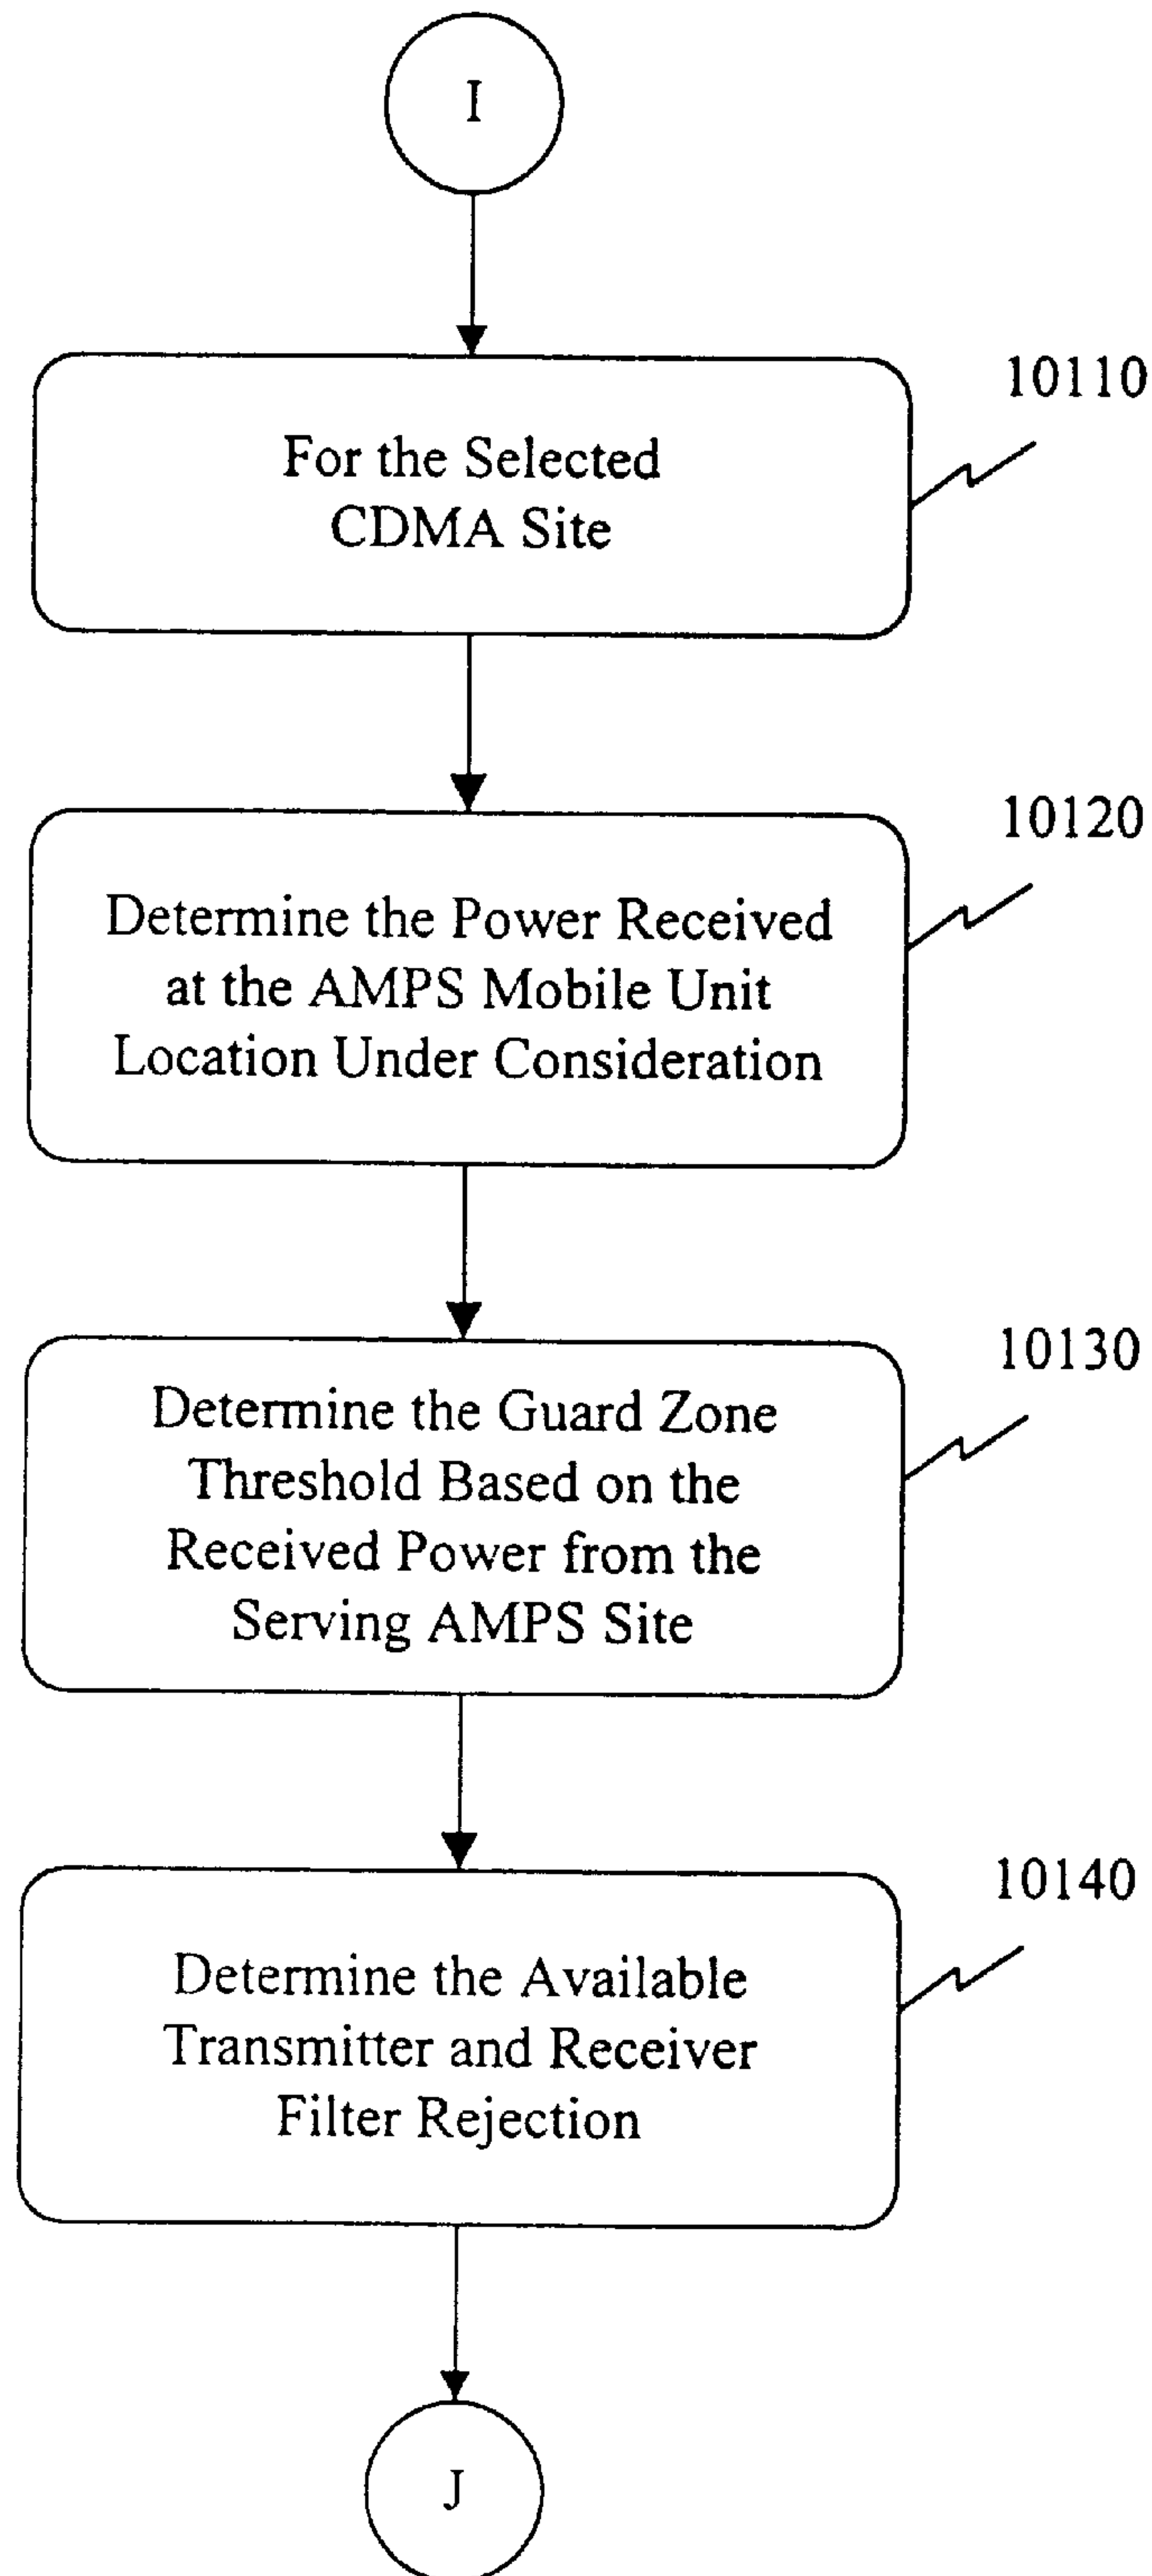 I
10110
For the Selected
CDMA Site
10120
Determine the Power Received
at the AMPS Mobile Unit
Location Under Consideration
10130
Determine the Guard Zone
Threshold Based on the
Received Power from the
Serving AMPS Site
10140
Determine the Available
Transmitter and Receiver
Filter Rejection
J